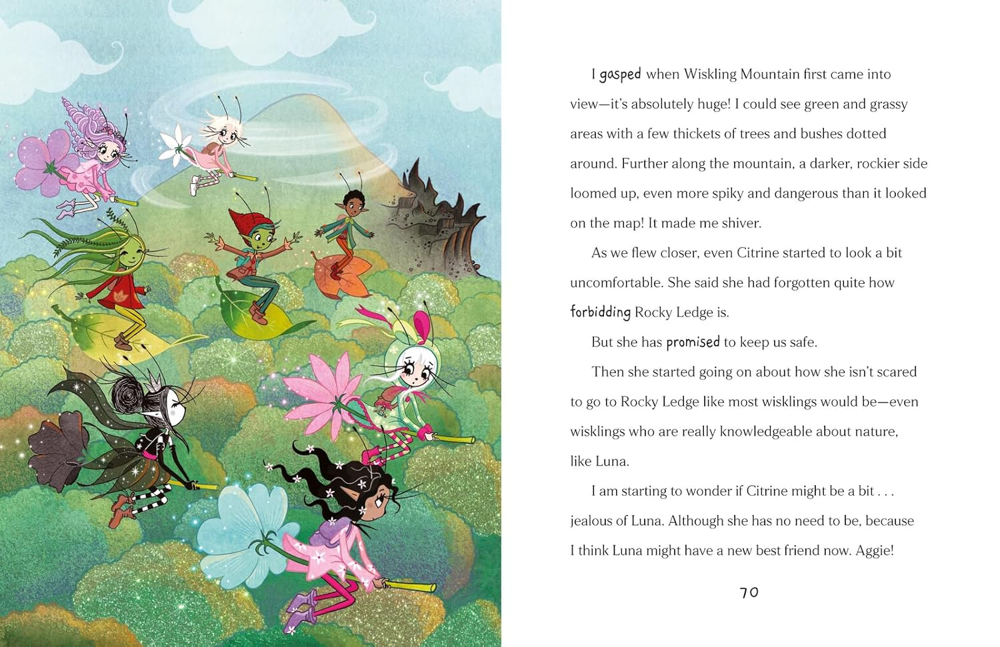 I gasped when Wiskling Mountain first came into
view—it's absolutely huge! I could see green and grassy
areas with a few thickets of trees and bushes dotted
around. Further along the mountain, a darker, rockier side
loomed up, even more spiky and dangerous than it looked
on the map! It made me shiver.
As we flew closer, even Citrine started to look a bit
uncomfortable. She said she had forgotten quite how
forbidding Rocky Ledge is.
But she has promised to keep us safe.
Then she started going on about how she isn't scared
to go to Rocky Ledge like most wisklings would be—even
wisklings who are really knowledgeable about nature,
like Luna.
I am starting to wonder if Citrine might be a bit . . .
jealous of Luna. Although she has no need to be, because
I think Luna might have a new best friend now. Aggie!
70